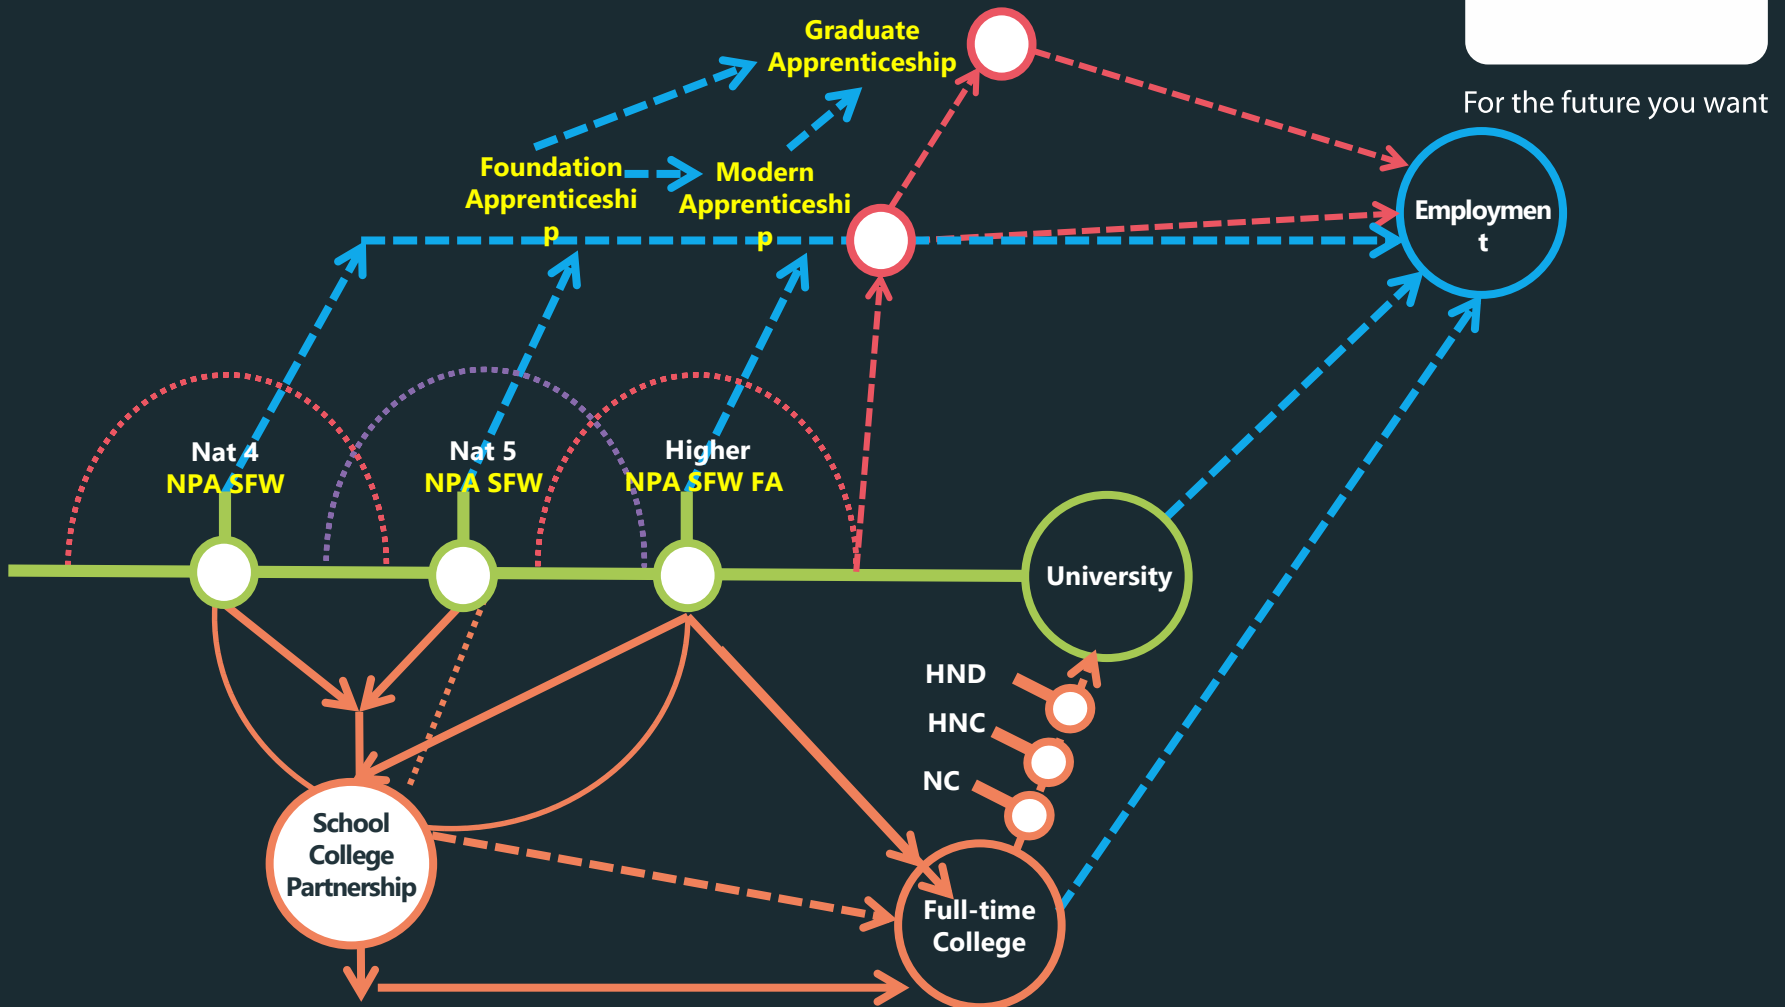 Graduate
Apprenticeship
For the future you want
Foundation
Apprenticeshi
p
Modern
Apprenticeshi
p
Employmen
t
Nat 4
NPA SFW
Nat 5
NPA SFW
Higher
NPA SFW FA
University
HND
HNC
NC
School
College
Partnership
Full-time
College